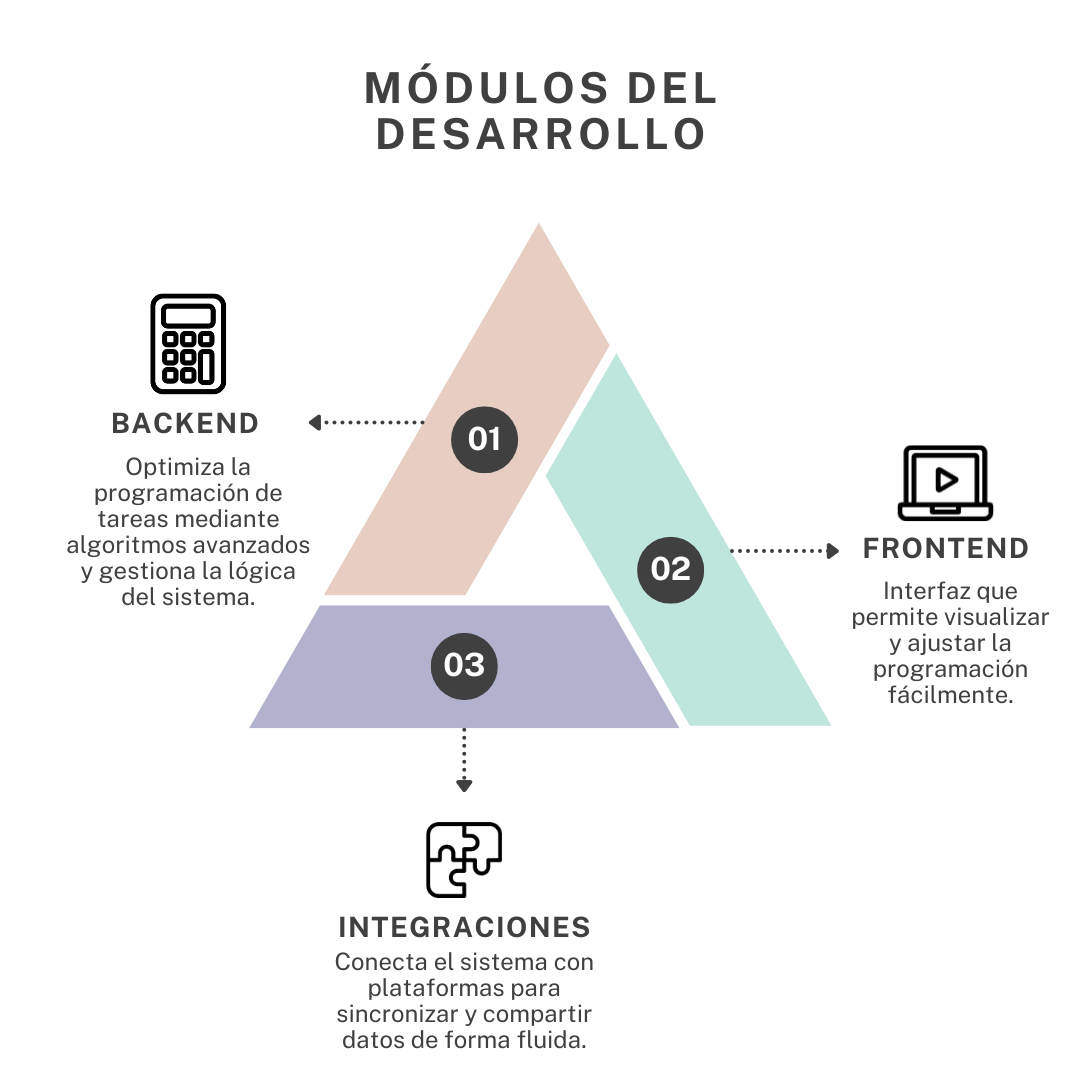 MÓDULOS DEL
DESARROLLO
01
BACKEND
Optimiza la
programación de
tareas mediante
algoritmos avanzados
y gestiona la lógica
del sistema.
02
FRONTEND
Interfaz que
permite visualizar
y ajustar la
programación
fácilmente.
03
INTEGRACIONES
Conecta el sistema con
plataformas para
sincronizar y compartir
datos de forma fluida.